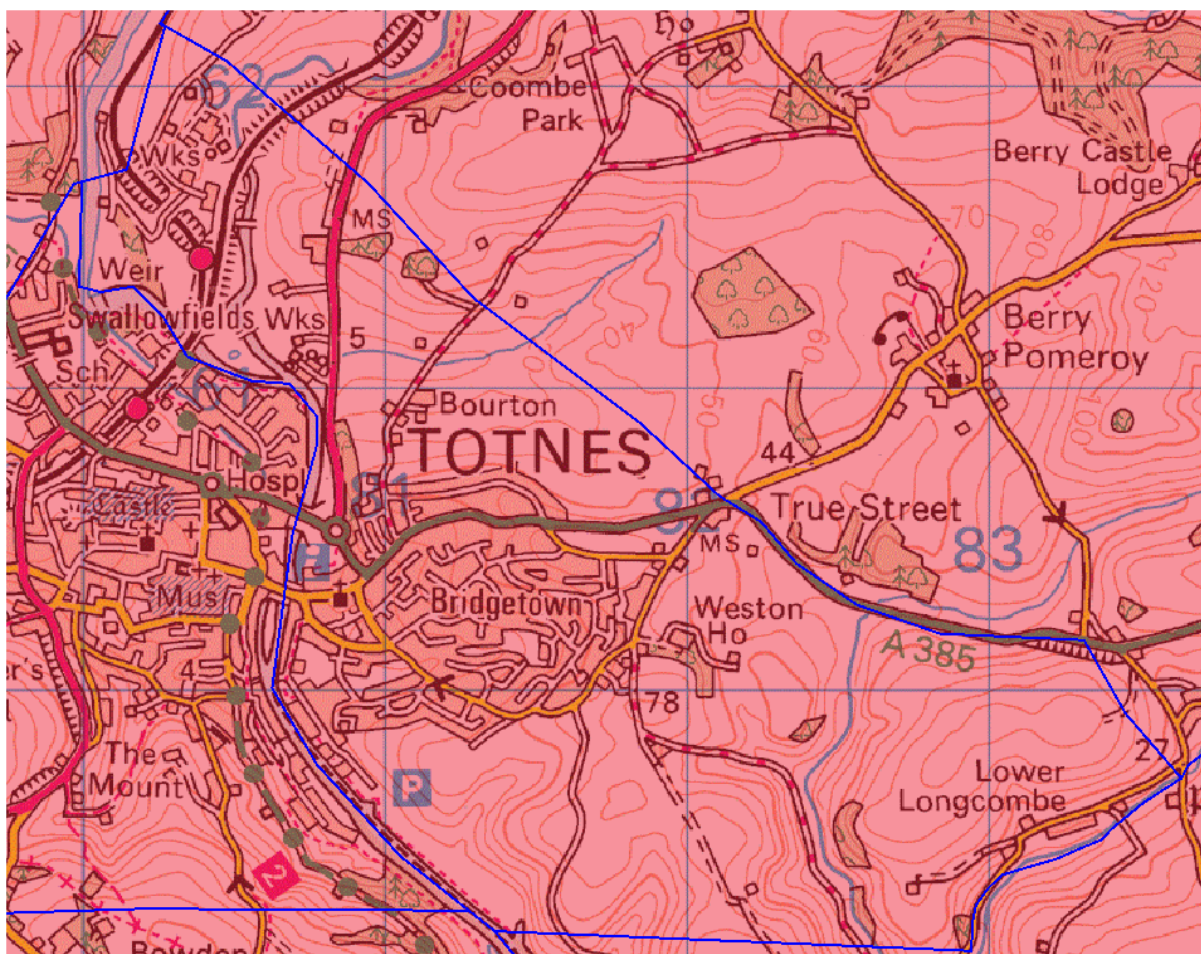 Coombe
Park
62
Wks
Berry Castle
Lodge
70
80
MS
Weir
Swallowfields
Wks
5
40
60
120
Berry
Pomeroy
100
Sch
61
Bourton
50
TOTNES
44
Hosp
81
82
True Street
Castle
MS
83
H
Mus
Bridgetown
Weston
Ho
er's
4
A 385
78
The
Mount
27
P
Lower
Longcombe
2
Bowden